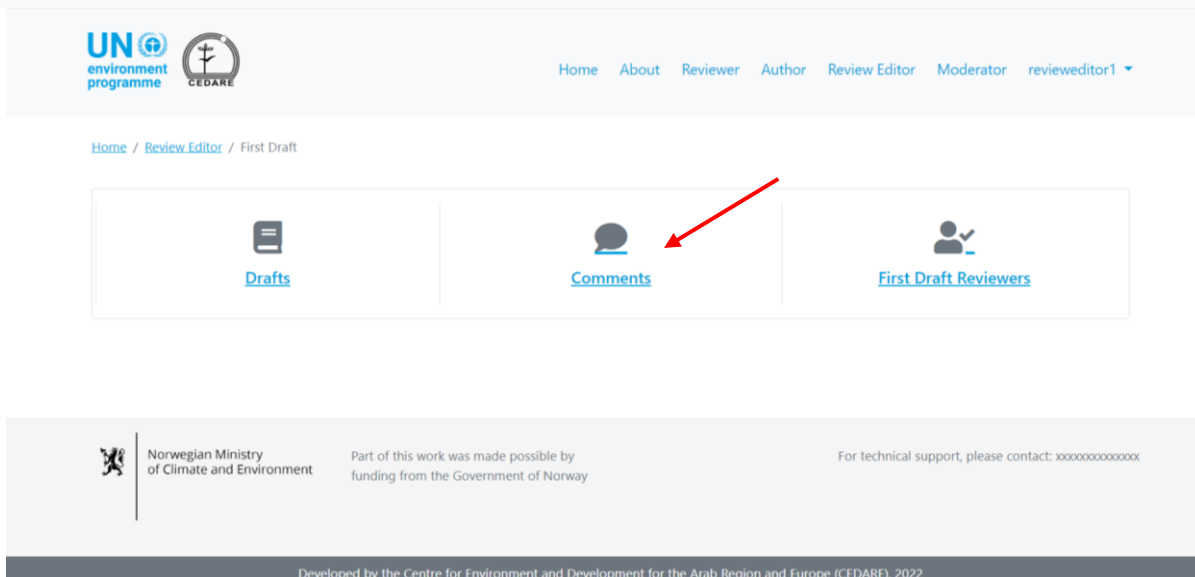 UN
environment
programme
CEDARE
Home About Reviewer Author Review Editor Moderator revieweditor1
Home / Review Editor / First Draft
Drafts
Comments
First Draft Reviewers
Norwegian Ministry
of Climate and Environment
Part of this work was made possible by
funding from the Government of Norway
For technical support, please contact: xxxxxxxxxxxxx
Developed by the Centre for Environment and Development for the Arab Region and Europe (CEDARE), 2022